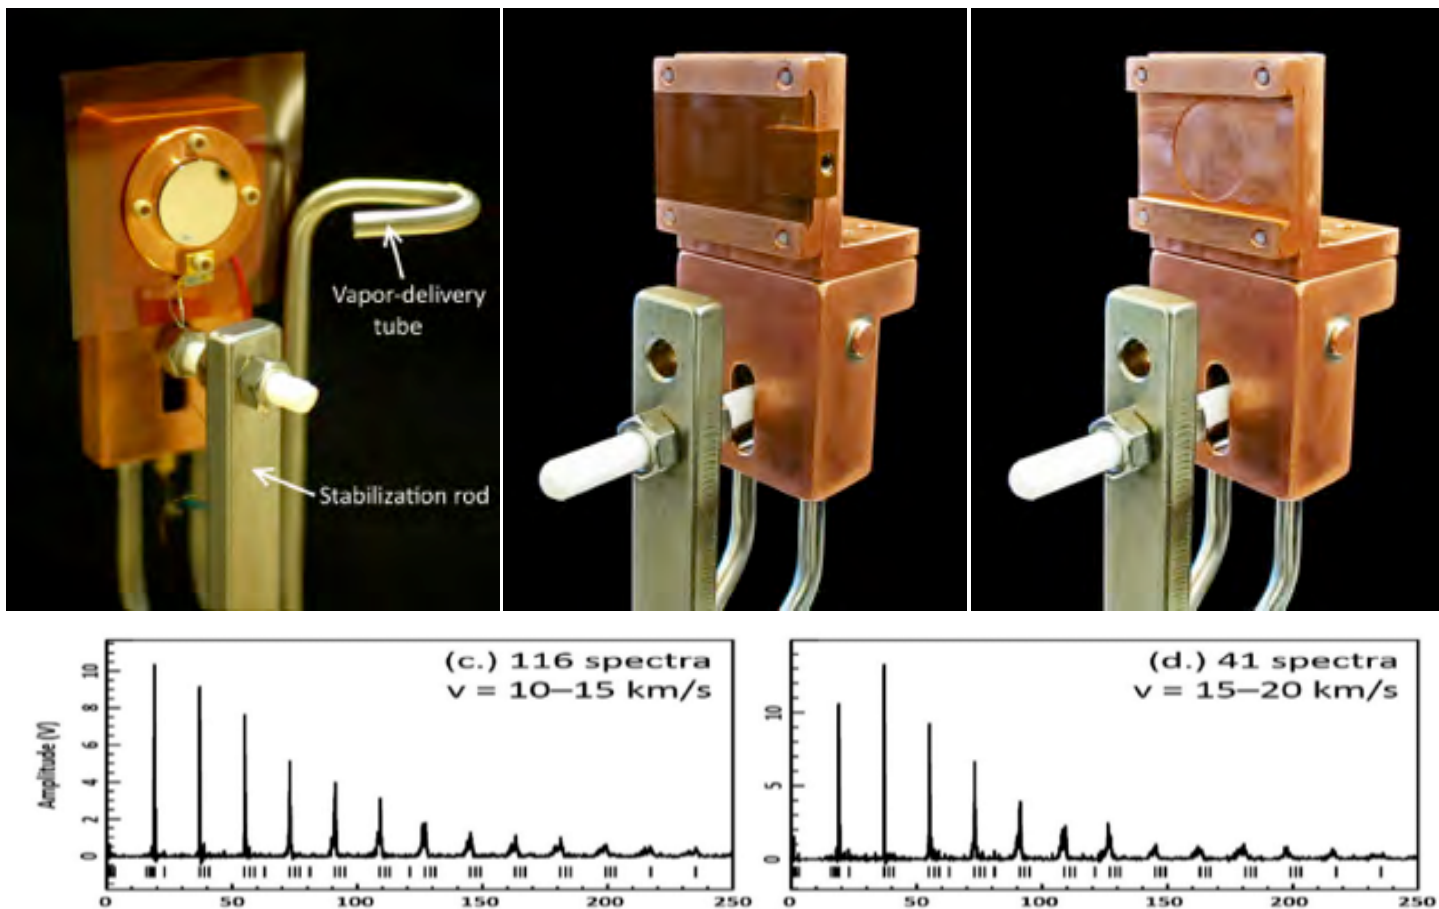 Vapor-delivery
tube
Stabilization rod
(c.) 116 spectra
v = 10–15 km/s
Amplitude (V)
0 2 4 6 8 10
0 50 100 150 200 250
(d.) 41 spectra
v = 15–20 km/s
0 5 10
0 50 100 150 200 250